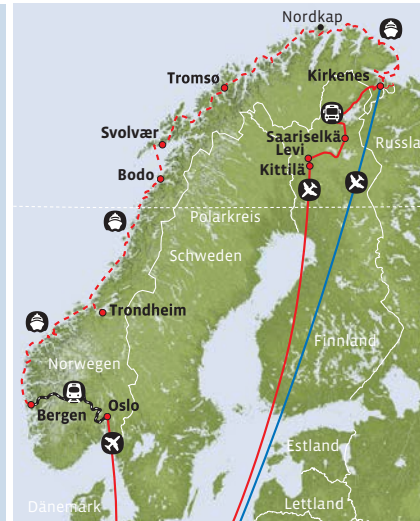 Nordkap
Tromsø
Kirkenes
Svolvær
Saariselkä
Levi
Russla
Kittilä
Bodo
Polarkreis
Schweden
Trondheim
Finnland
Norwegen
Bergen
Oslo
Estland
Dänemark
Lettland